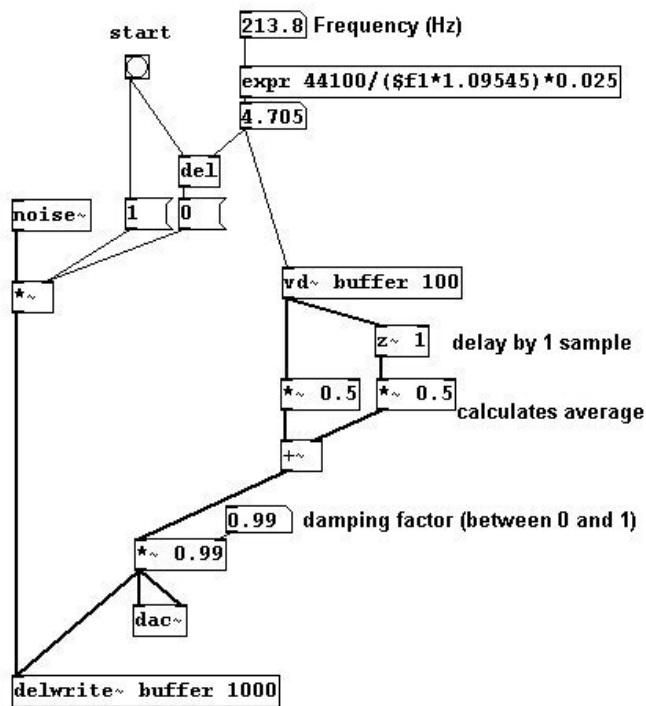 213.8 Frequency (Hz)
start
expr 44100/($f1*1.09545)*0.025
4.705
del
noise~
1
0
*~
vd~ buffer 100
z~ 1
delay by 1 sample
*~ 0.5
*~ 0.5
calculates average
+~
0.99
damping factor (between 0 and 1)
*~ 0.99
dac~
delwrite~ buffer 1000